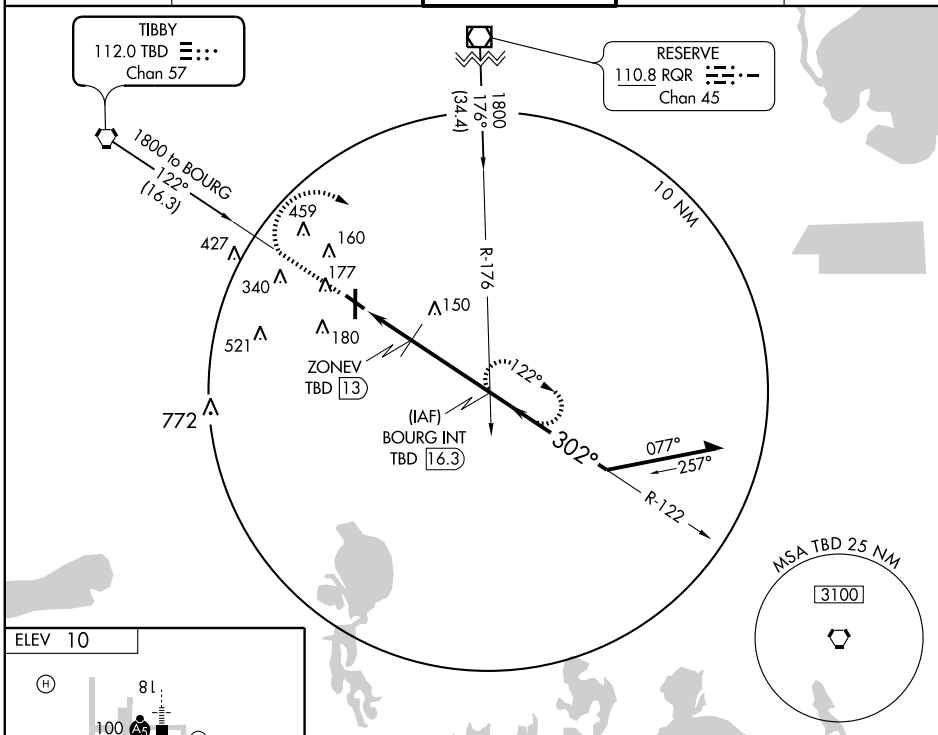 TIBBY
112.0 TBD
Chan 57
RESERVE
110.8 RQR
Chan 45
1800
176°
(34.4)
1800 to BOURG
122°
(16.3)
10 NM
R-176
459
427
160
340
177
150
521
180
ZONEV
TBD 13
772
(IAF)
BOURG INT
TBD 16.3
122°
302°
077°
257°
R-122
MSA TBD 25 NM
3100
ELEV 10
H
18
100
A5